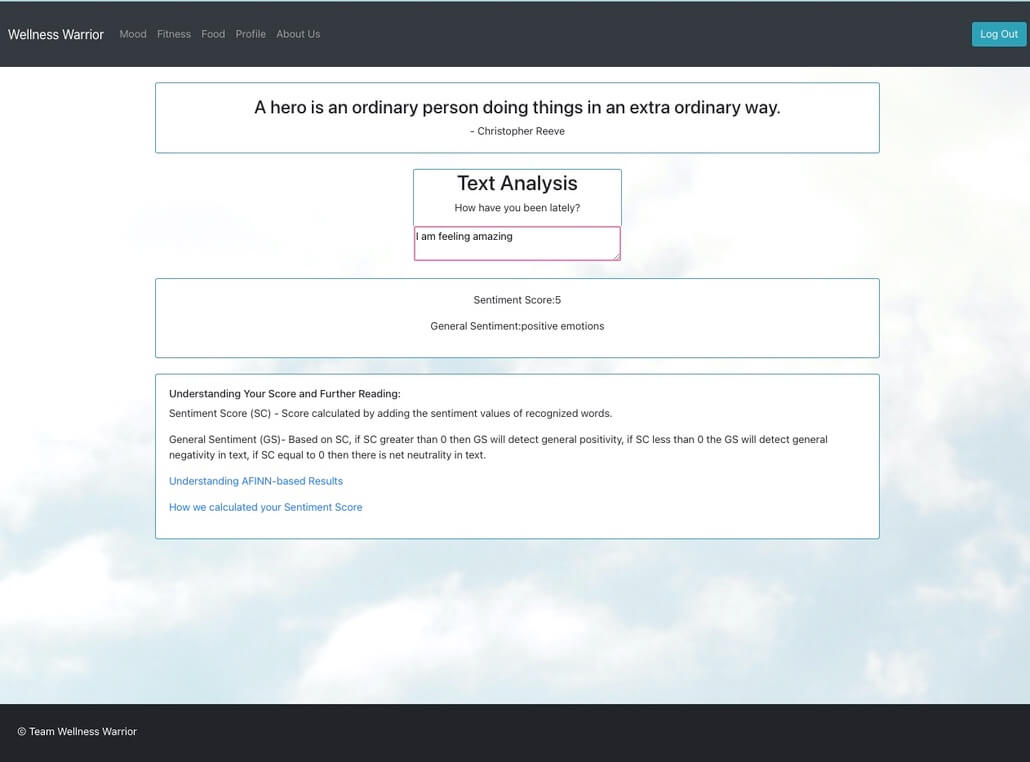 Wellness Warrior Mood Fitness Food Profile About Us Log Out
A hero is an ordinary person doing things in an extra ordinary way.
- Christopher Reeve
Text Analysis
How have you been lately?
I am feeling amazing
Sentiment Score:5
General Sentiment:positive emotions
Understanding Your Score and Further Reading:
Sentiment Score (SC) - Score calculated by adding the sentiment values of recognized words.
General Sentiment (GS)- Based on SC, if SC greater than 0 then GS will detect general positivity, if SC less than 0 the GS will detect general
negativity in text, if SC equal to 0 then there is net neutrality in text.
Understanding AFINN-based Results
How we calculated your Sentiment Score
© Team Wellness Warrior